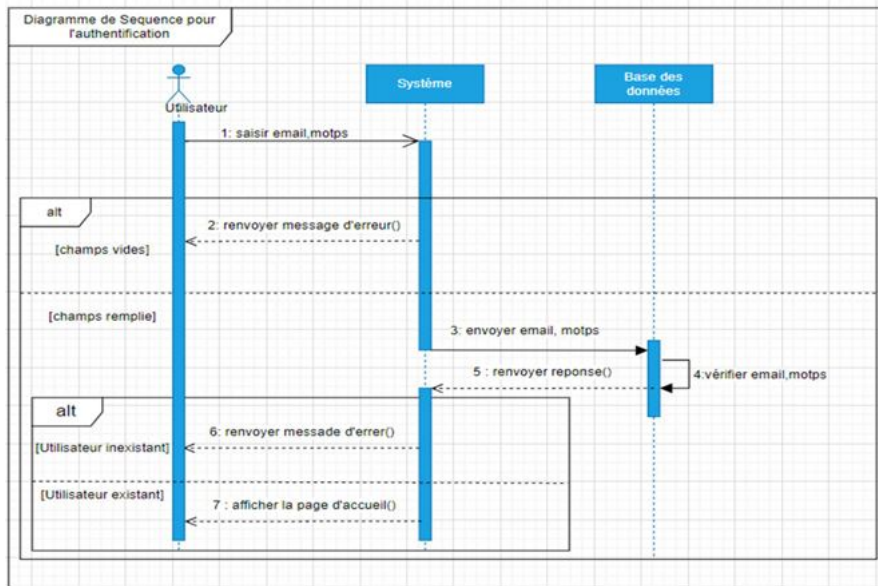 Diagramme de Sequence pour
l'authentification
Utilisateur
Système
Base des
données
1: saisir email,motps
alt
2: renvoyer message d'erreur()
[champs vides]
[champs remplie]
3: envoyer email, motps
5 : renvoyer reponse()
4:vérifier email,motps
alt
6: renvoyer messade d'errer()
[Utilisateur inexistant]
[Utilisateur existant]
7 : afficher la page d'accueil()